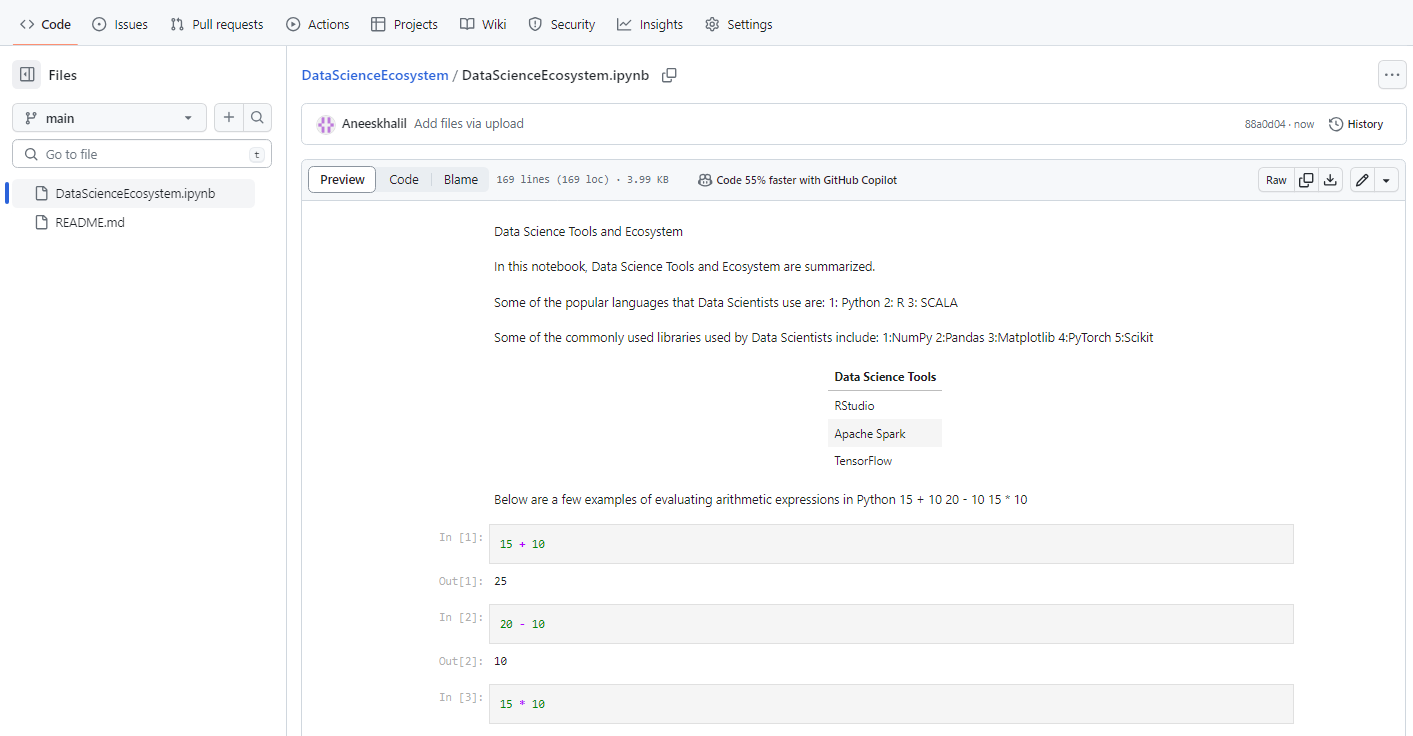 Code Issues Pull requests Actions Projects Wiki Security Insights Settings
Files
main
Go to file t
DataScienceEcosystem.ipynb
README.md
DataScienceEcosystem / DataScienceEcosystem.ipynb
Aneeskhalil Add files via upload 88a0d04 · now History
Preview Code Blame 169 lines (169 loc) · 3.99 KB Code 55% faster with GitHub Copilot Raw
Data Science Tools and Ecosystem
In this notebook, Data Science Tools and Ecosystem are summarized.
Some of the popular languages that Data Scientists use are: 1: Python 2: R 3: SCALA
Some of the commonly used libraries used by Data Scientists include: 1:NumPy 2:Pandas 3:Matplotlib 4:PyTorch 5:Scikit
Data Science Tools
RStudio
Apache Spark
TensorFlow
Below are a few examples of evaluating arithmetic expressions in Python 15 + 10 20 - 10 15 * 10
In [1]: 15 + 10
Out[1]: 25
In [2]: 20 - 10
Out[2]: 10
In [3]: 15 * 10